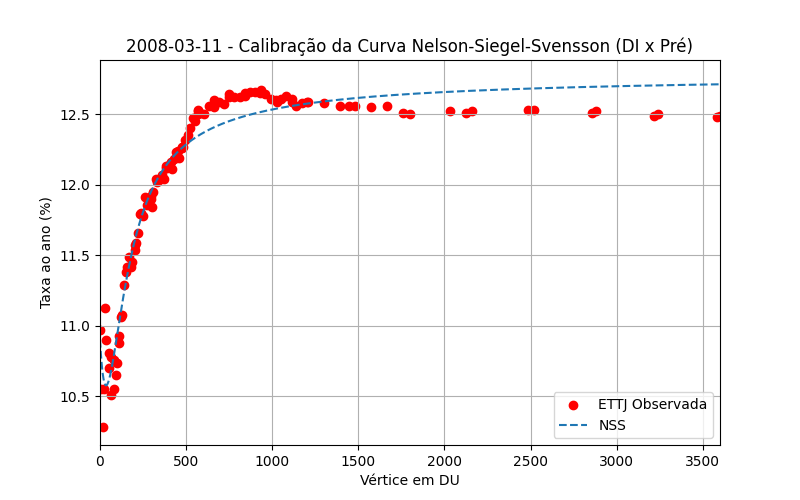 2008-03-11 - Calibração da Curva Nelson-Siegel-Svensson (DI x Pré)
Taxa ao ano (%)
12.5
12.0
11.5
11.0
10.5
ETTJ Observada
NSS
0 500 1000 1500 2000 2500 3000 3500
Vértice em DU